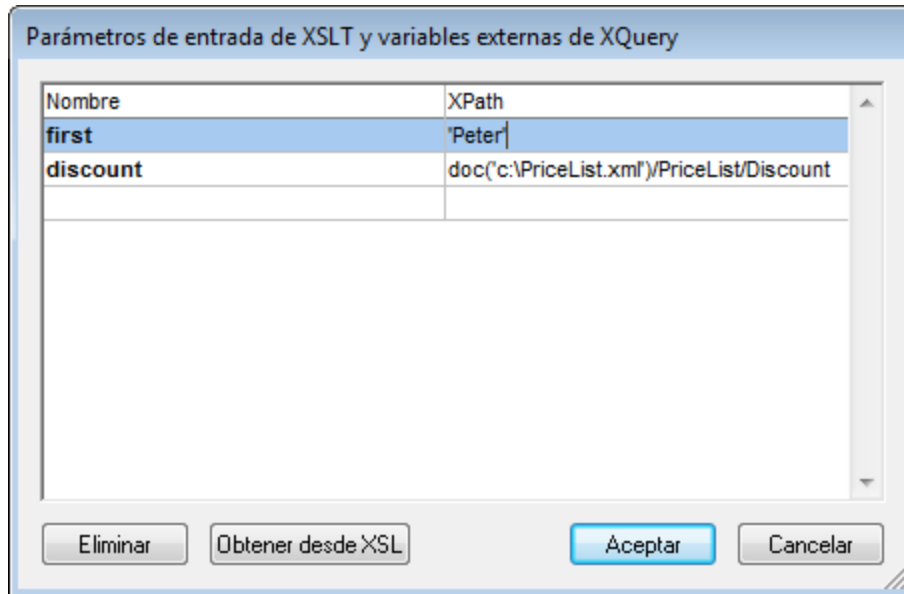 Parámetros de entrada de XSLT y variables externas de XQuery
Nombre XPath
first 'Peter'
discount doc('c:\PriceList.xml')/PriceList/Discount
Eliminar Obtener desde XSL Aceptar Cancelar